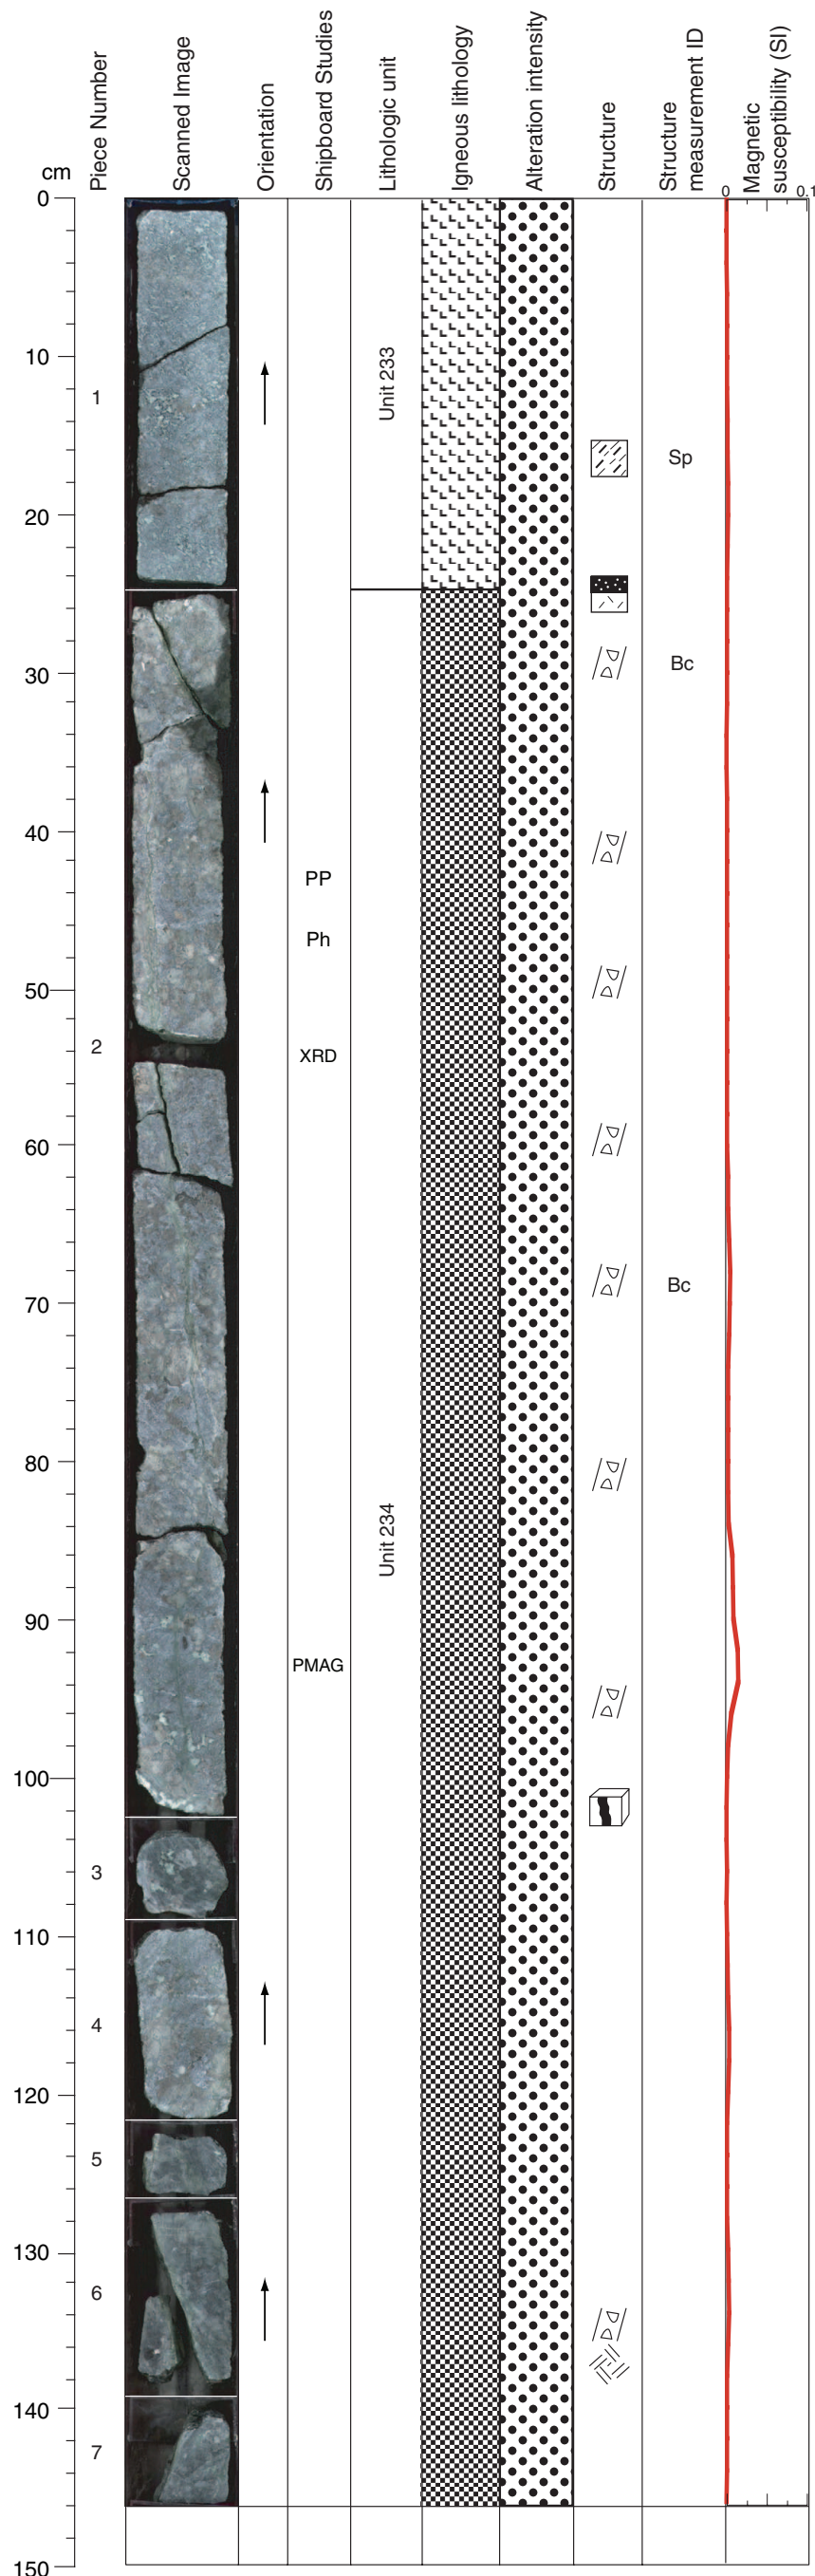 cm
Piece Number
Scanned Image
Orientation
Shipboard Studies
Lithologic unit
Igneous lithology
Alteration intensity
Structure
Structure
measurement ID
Magnetic
susceptibility (SI)
0
0.1
0
10
1
Unit 233
Sp
20
30
Bc
40
PP
Ph
50
2
XRD
60
70
Bc
80
Unit 234
90
PMAG
100
3
110
4
120
5
130
6
140
7
150